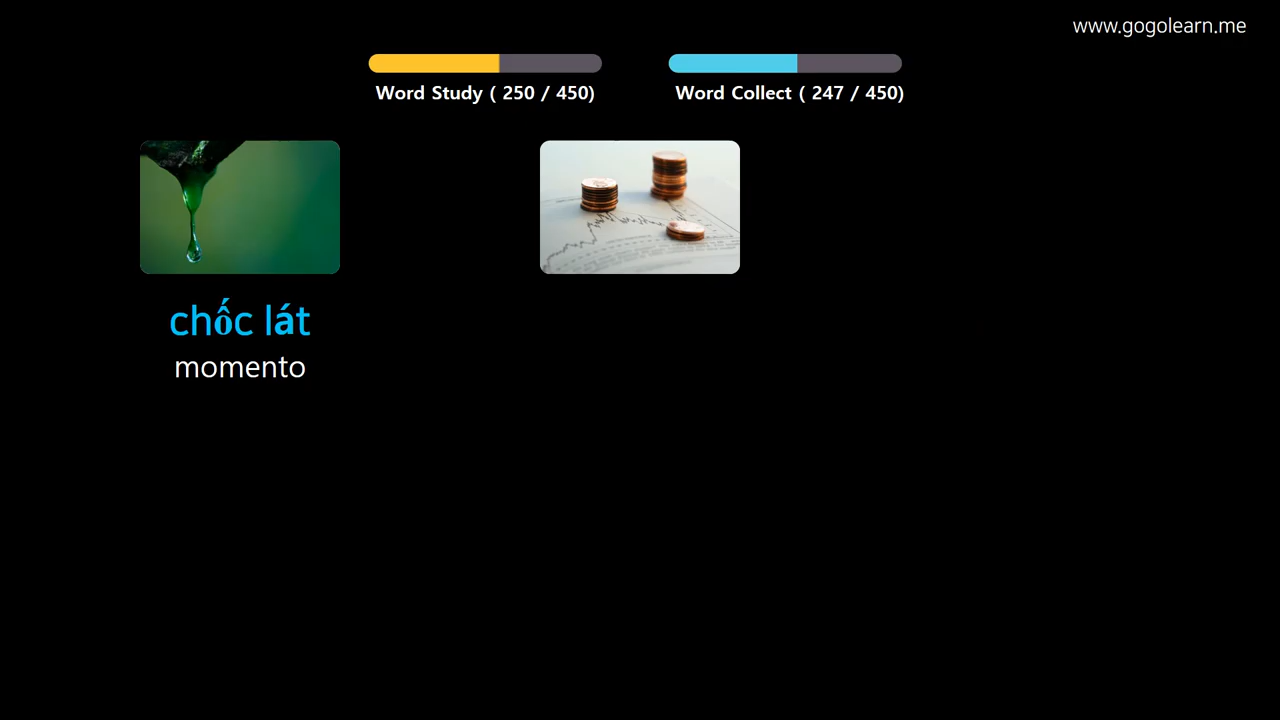 www.gogolearn.me
Word Study ( 250 / 450)
Word Collect ( 247 / 450)
chốc lát
momento